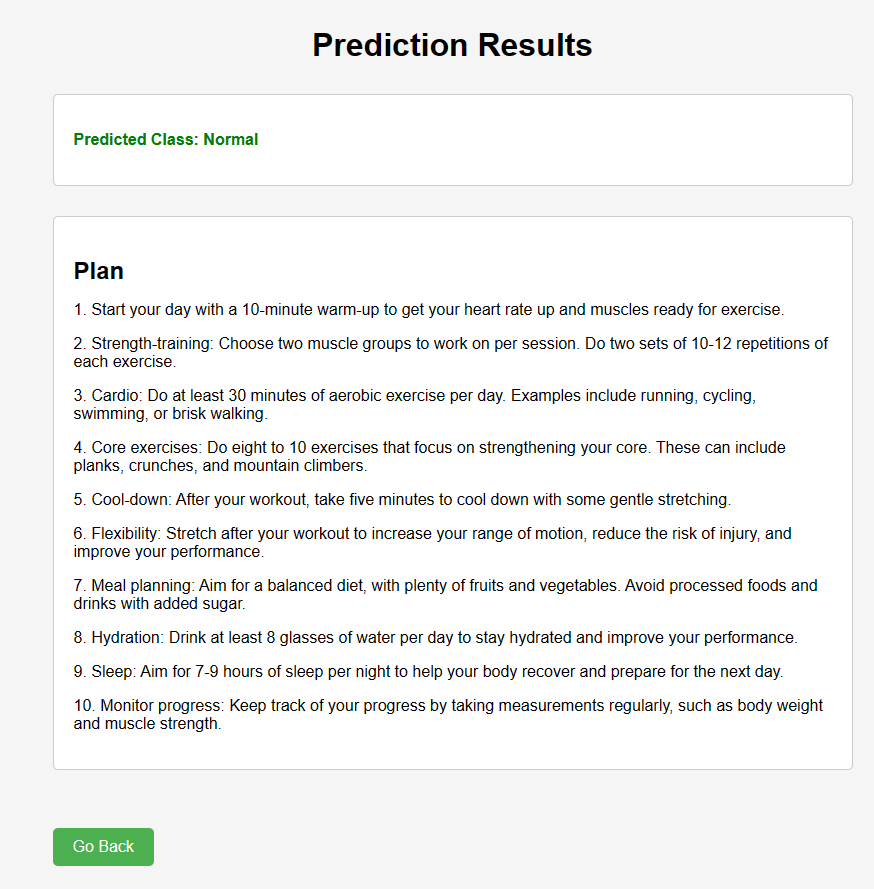 Prediction Results
Predicted Class: Normal
Plan
1. Start your day with a 10-minute warm-up to get your heart rate up and muscles ready for exercise.
2. Strength-training: Choose two muscle groups to work on per session. Do two sets of 10-12 repetitions of
each exercise.
3. Cardio: Do at least 30 minutes of aerobic exercise per day. Examples include running, cycling,
swimming, or brisk walking.
4. Core exercises: Do eight to 10 exercises that focus on strengthening your core. These can include
planks, crunches, and mountain climbers.
5. Cool-down: After your workout, take five minutes to cool down with some gentle stretching.
6. Flexibility: Stretch after your workout to increase your range of motion, reduce the risk of injury, and
improve your performance.
7. Meal planning: Aim for a balanced diet, with plenty of fruits and vegetables. Avoid processed foods and
drinks with added sugar.
8. Hydration: Drink at least 8 glasses of water per day to stay hydrated and improve your performance.
9. Sleep: Aim for 7-9 hours of sleep per night to help your body recover and prepare for the next day.
10. Monitor progress: Keep track of your progress by taking measurements regularly, such as body weight
and muscle strength.
Go Back